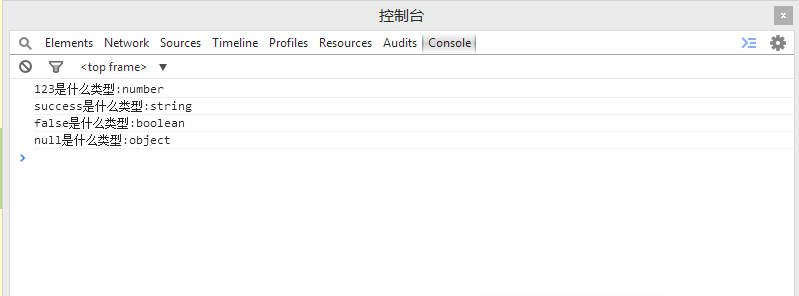 控制台
x
Elements Network Sources Timeline Profiles Resources Audits Console
<top frame> ▼
123是什么类型:number
success是什么类型:string
false是什么类型:boolean
null是什么类型:object
>